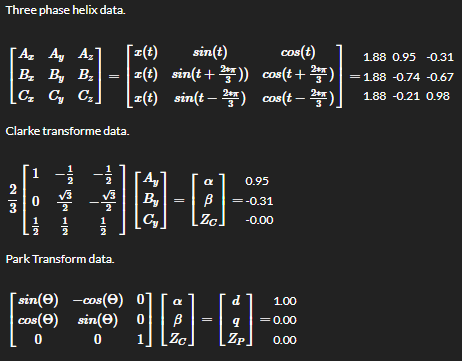 Three phase helix data.
[A_x A_y A_z] = [x(t) sin(t) cos(t)] 1.88 0.95 -0.31
[B_x B_y B_z] = [x(t) sin(t + 2*π/3)) cos(t + 2*π/3)] = 1.88 -0.74 -0.67
[C_x C_y C_z] = [x(t) sin(t − 2*π/3) cos(t − 2*π/3)] 1.88 -0.21 0.98
Clarke transforme data.
2/3 [1 −1/2 −1/2] [A_y] = [α] 0.95
[0 √3/2 −√3/2] [B_y] = [β] = -0.31
[1/2 1/2 1/2] [C_y] = [Z_C] -0.00
Park Transform data.
[sin(Θ) −cos(Θ) 0] [α] = [d] 1.00
[cos(Θ) sin(Θ) 0] [β] = [q] = 0.00
[0 0 1] [Z_C] = [Z_P] 0.00